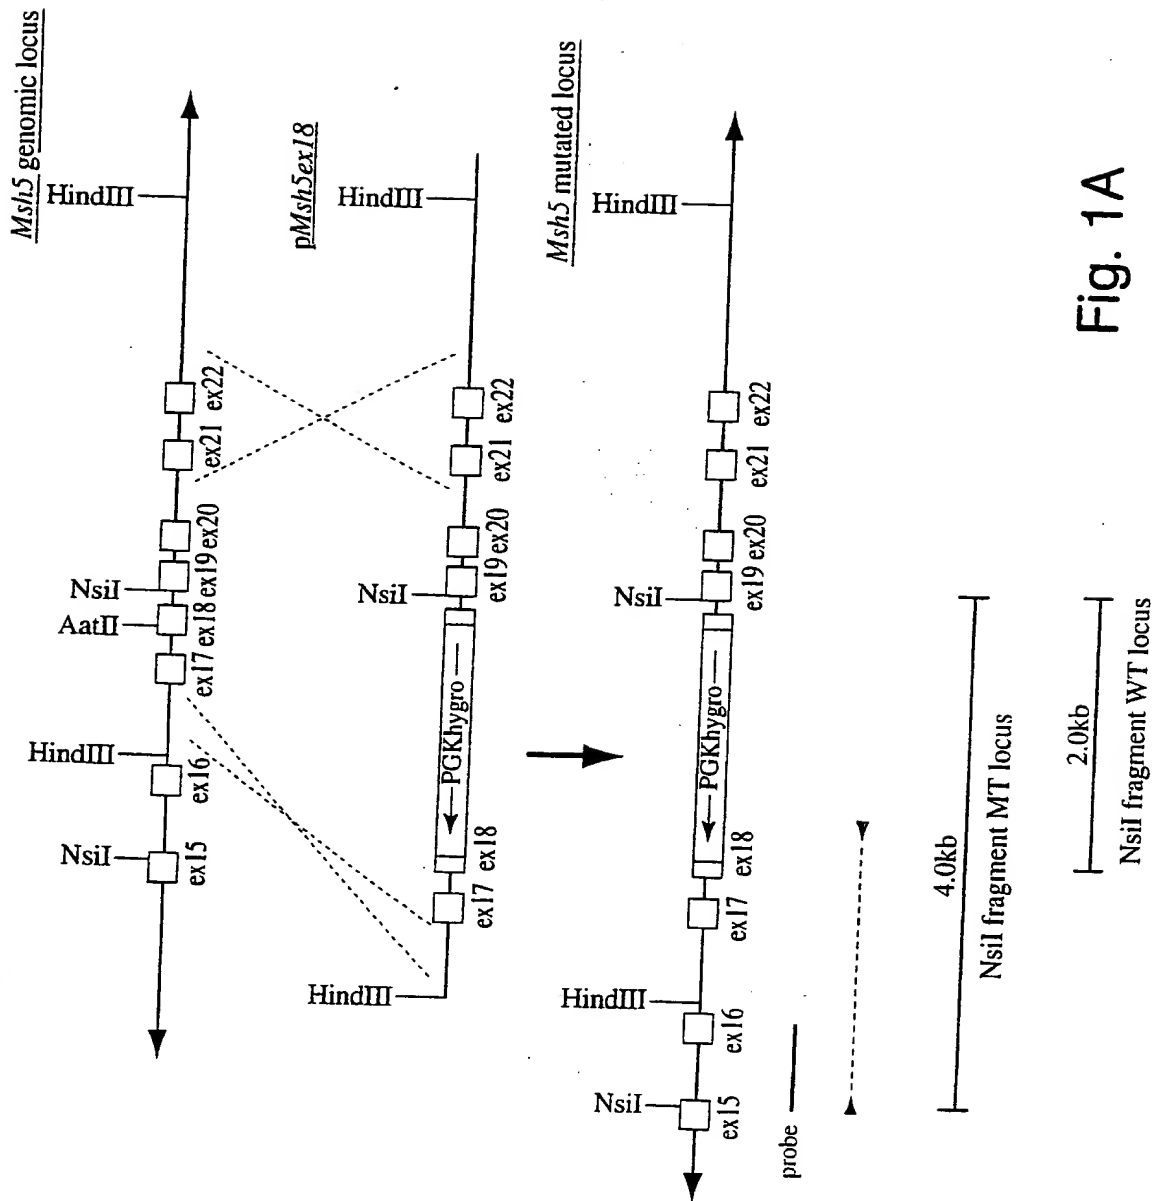 Msh5 genomic locus
HindIII
NsiI
AatII
HindIII
NsiI
ex15
ex16
ex17
ex18
ex19
ex20
ex21
ex22
pMsh5ex18
HindIII
NsiI
HindIII
PGKhygro
ex17
ex18
ex19
ex20
ex21
ex22
Msh5 mutated locus
HindIII
NsiI
HindIII
NsiI
PGKhygro
ex15
ex16
ex17
ex18
ex19
ex20
ex21
ex22
probe
4.0kb
NsiI fragment MT locus
2.0kb
NsiI fragment WT locus
Fig. 1A